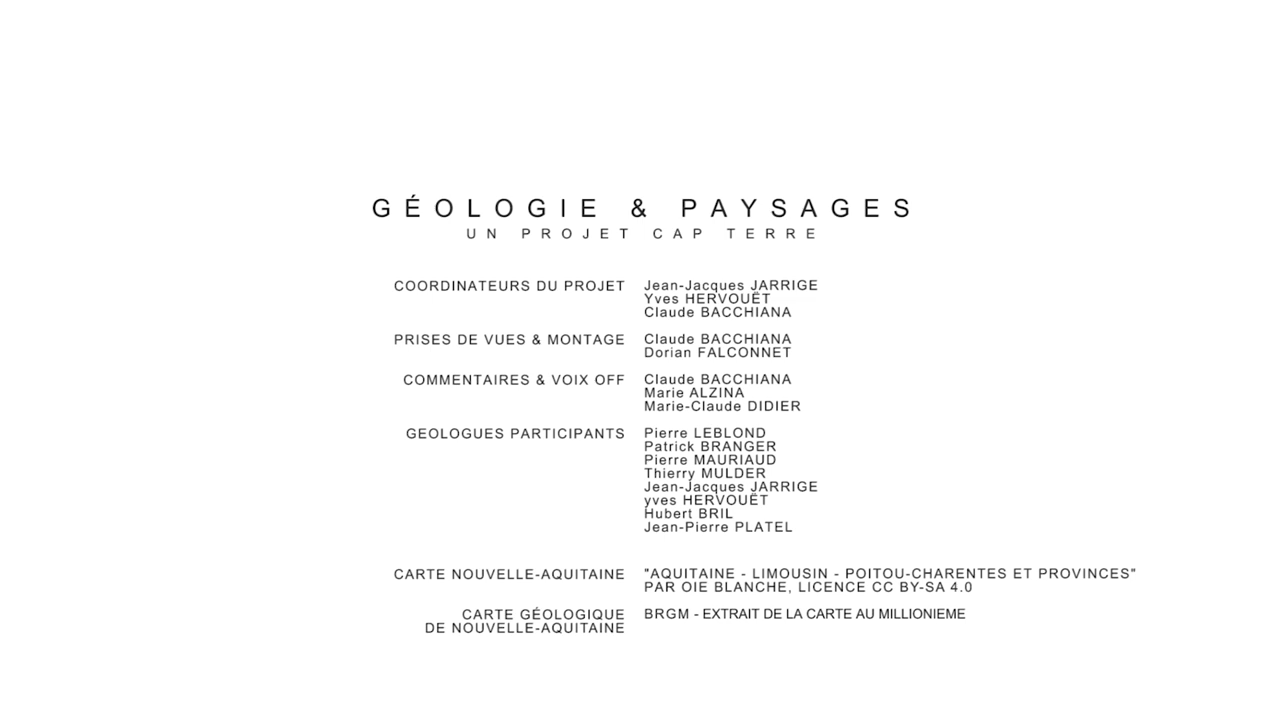 GÉOLOGIE & PAYSAGES
UN PROJET CAP TERRE
COORDINATEURS DU PROJET Jean-Jacques JARRIGE
Yves HERVOUËT
Claude BACCHIANA
PRISES DE VUES & MONTAGE Claude BACCHIANA
Dorian FALCONNET
COMMENTAIRES & VOIX OFF Claude BACCHIANA
Marie ALZINA
Marie-Claude DIDIER
GEOLOGUES PARTICIPANTS Pierre LEBLOND
Patrick BRANGER
Pierre MAURIAUD
Thierry MULDER
Jean-Jacques JARRIGE
yves HERVOUËT
Hubert BRIL
Jean-Pierre PLATEL
CARTE NOUVELLE-AQUITAINE "AQUITAINE - LIMOUSIN - POITOU-CHARENTES ET PROVINCES"
PAR OIE BLANCHE, LICENCE CC BY-SA 4.0
CARTE GÉOLOGIQUE BRGM - EXTRAIT DE LA CARTE AU MILLIONIEME
DE NOUVELLE-AQUITAINE